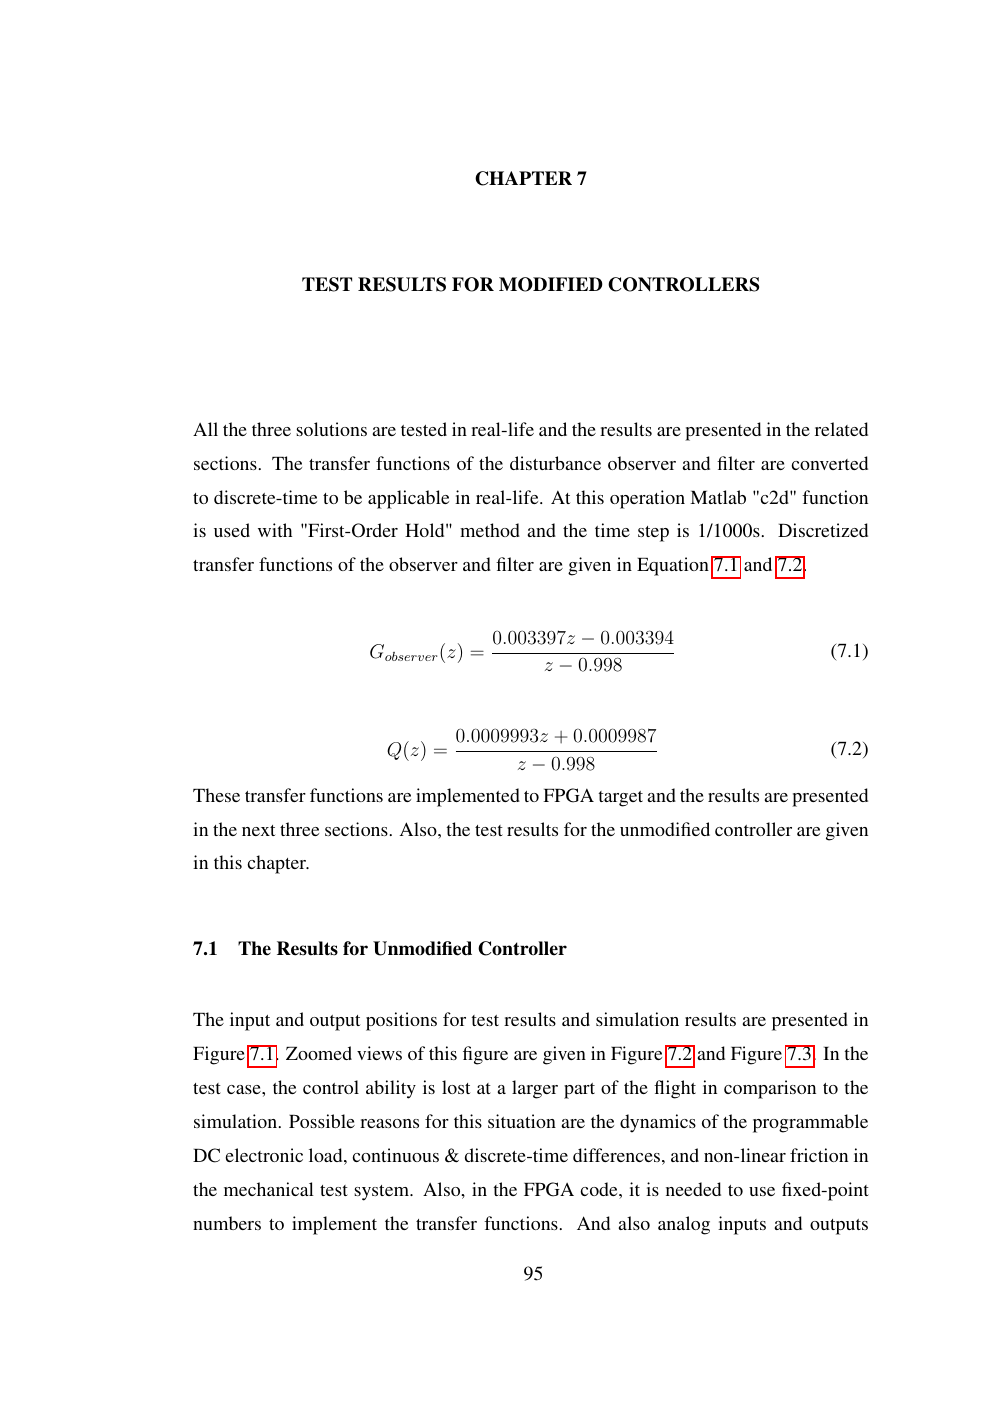 CHAPTER 7
TEST RESULTS FOR MODIFIED CONTROLLERS
All the three solutions are tested in real-life and the results are presented in the related
sections. The transfer functions of the disturbance observer and filter are converted
to discrete-time to be applicable in real-life. At this operation Matlab "c2d" function
is used with "First-Order Hold" method and the time step is 1/1000s. Discretized
transfer functions of the observer and filter are given in Equation 7.1 and 7.2.
G_{observer}(z) = \frac{0.003397z - 0.003394}{z - 0.998} (7.1)
Q(z) = \frac{0.0009993z + 0.0009987}{z - 0.998} (7.2)
These transfer functions are implemented to FPGA target and the results are presented
in the next three sections. Also, the test results for the unmodified controller are given
in this chapter.
7.1 The Results for Unmodified Controller
The input and output positions for test results and simulation results are presented in
Figure 7.1. Zoomed views of this figure are given in Figure 7.2 and Figure 7.3. In the
test case, the control ability is lost at a larger part of the flight in comparison to the
simulation. Possible reasons for this situation are the dynamics of the programmable
DC electronic load, continuous & discrete-time differences, and non-linear friction in
the mechanical test system. Also, in the FPGA code, it is needed to use fixed-point
numbers to implement the transfer functions. And also analog inputs and outputs
95